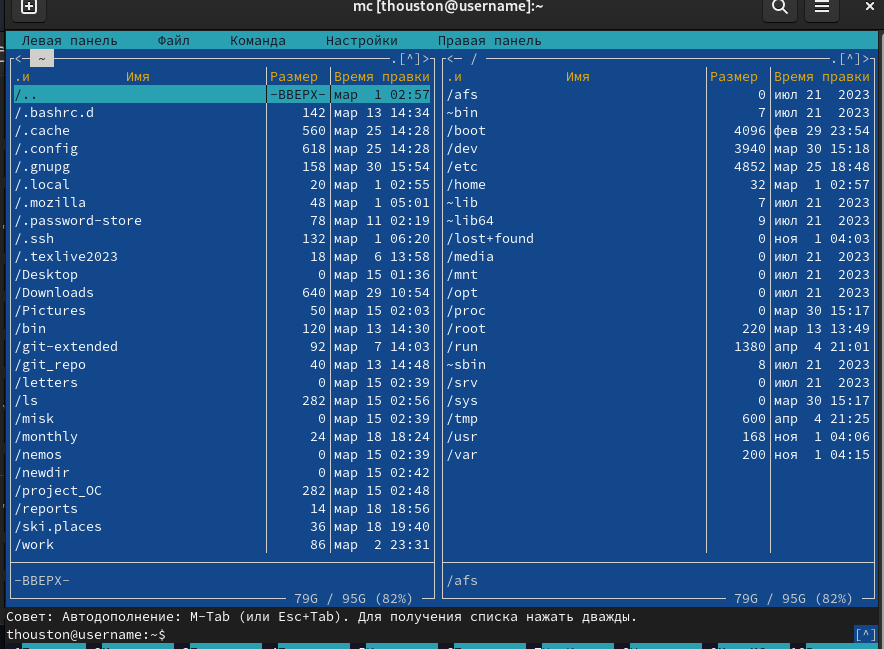 mc [thouston@username]:~
Левая панель Файл Команда Настройки Правая панель
<─ ~ .[^]>
.и Имя Размер Время правки
/.. -ВВЕРХ- мар 1 02:57
/.bashrc.d 142 мар 13 14:34
/.cache 560 мар 25 14:28
/.config 618 мар 25 14:28
/.gnupg 158 мар 30 15:54
/.local 20 мар 1 02:55
/.mozilla 48 мар 1 05:01
/.password-store 78 мар 11 02:19
/.ssh 132 мар 1 06:20
/.texlive2023 18 мар 6 13:58
/Desktop 0 мар 15 01:36
/Downloads 640 мар 29 10:54
/Pictures 50 мар 15 02:03
/bin 120 мар 13 14:30
/git-extended 92 мар 7 14:03
/git_repo 40 мар 13 14:48
/letters 0 мар 15 02:39
/ls 282 мар 15 02:56
/misk 0 мар 15 02:39
/monthly 24 мар 18 18:24
/nemos 0 мар 15 02:39
/newdir 0 мар 15 02:42
/project_OC 282 мар 15 02:48
/reports 14 мар 18 18:56
/ski.places 36 мар 18 19:40
/work 86 мар 2 23:31
-ВВЕРХ-
79G / 95G (82%)
<─ / .[^]>
.и Имя Размер Время правки
/afs 0 июл 21 2023
~bin 7 июл 21 2023
/boot 4096 фев 29 23:54
/dev 3940 мар 30 15:18
/etc 4852 мар 25 18:48
/home 32 мар 1 02:57
~lib 7 июл 21 2023
~lib64 9 июл 21 2023
/lost+found 0 ноя 1 04:03
/media 0 июл 21 2023
/mnt 0 июл 21 2023
/opt 0 июл 21 2023
/proc 0 мар 30 15:17
/root 220 мар 13 13:49
/run 1380 апр 4 21:01
~sbin 8 июл 21 2023
/srv 0 июл 21 2023
/sys 0 мар 30 15:17
/tmp 600 апр 4 21:25
/usr 168 ноя 1 04:06
/var 200 ноя 1 04:15
/afs
79G / 95G (82%)
Совет: Автодополнение: M-Tab (или Esc+Tab). Для получения списка нажать дважды.
thouston@username:~$ [^]